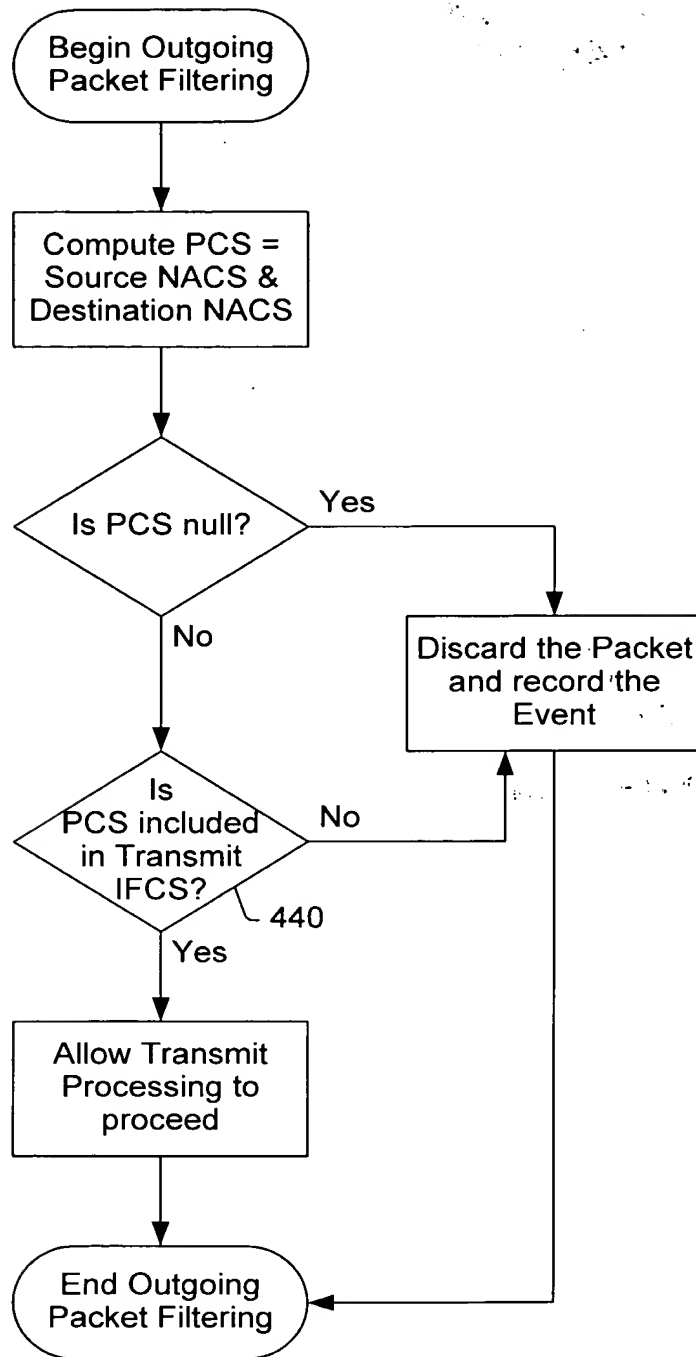 Begin Outgoing
Packet Filtering
Compute PCS =
Source NACS &
Destination NACS
Is PCS null?
Yes
No
Discard the Packet
and record the
Event
Is
PCS included
in Transmit
IFCS?
No
440
Yes
Allow Transmit
Processing to
proceed
End Outgoing
Packet Filtering